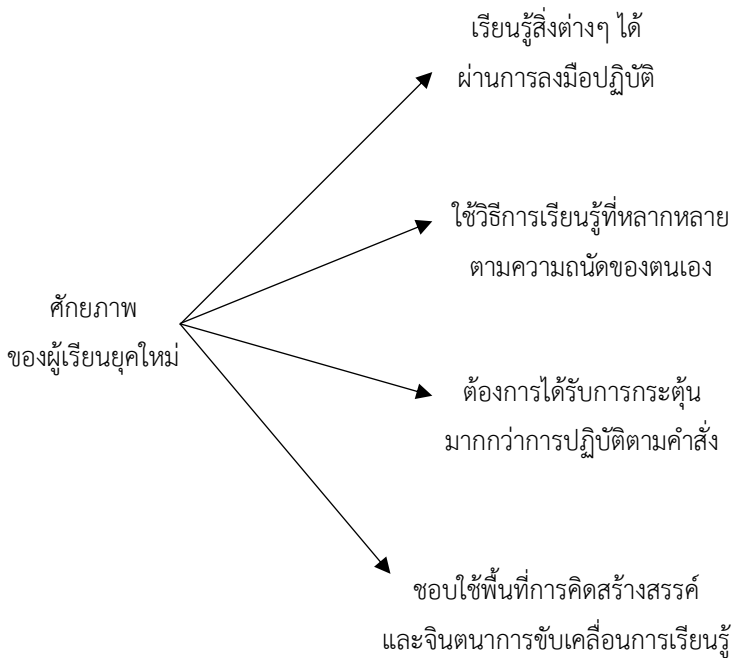 เรียนรู้สิ่งต่างๆ ได้
ผ่านการลงมือปฏิบัติ
ใช้วิธีการเรียนรู้ที่หลากหลาย
ตามความถนัดของตนเอง
ศักยภาพ
ของผู้เรียนยุคใหม่
ต้องการได้รับการกระตุ้น
มากกว่าการปฏิบัติตามคำสั่ง
ชอบใช้พื้นที่การคิดสร้างสรรค์
และจินตนาการขับเคลื่อนการเรียนรู้